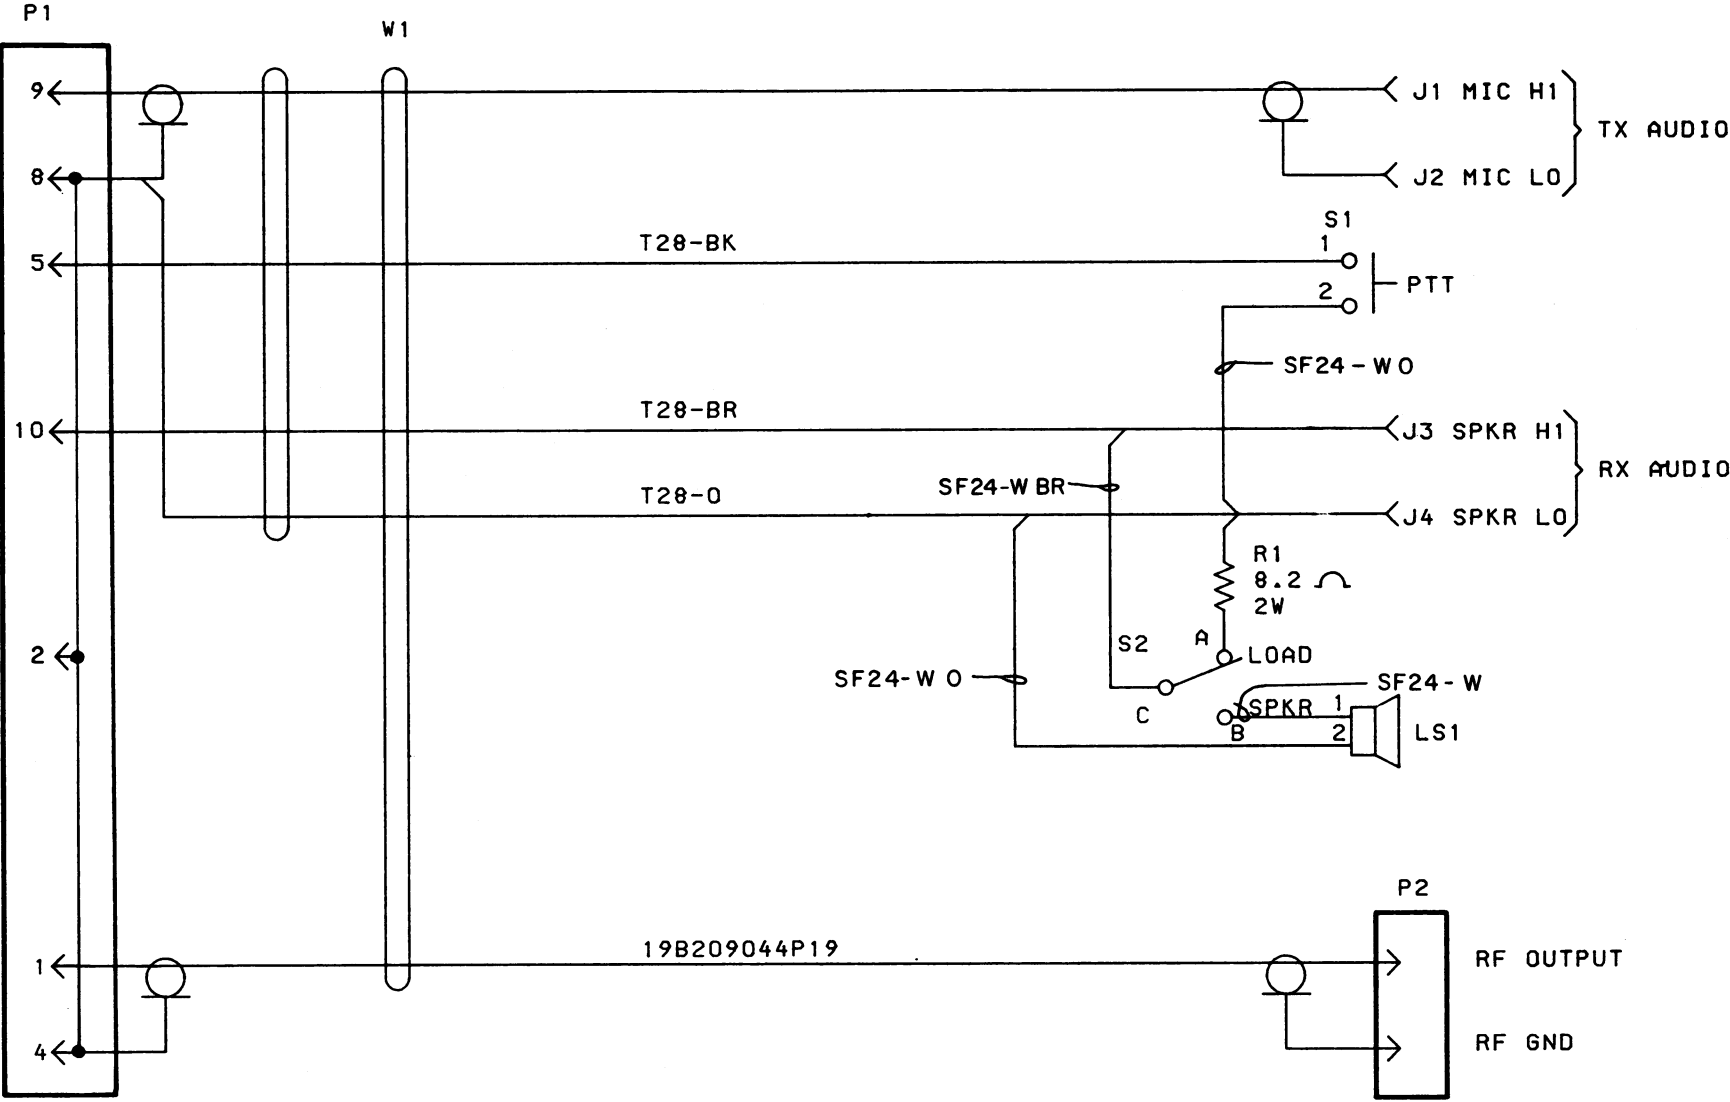 P1
W1
9
J1 MIC H1
TX AUDIO
8
J2 MIC LO
S1
T28-BK
1
5
PTT
2
SF24-WO
T28-BR
10
J3 SPKR H1
RX AUDIO
SF24-W BR
T28-O
J4 SPKR LO
R1
8.2 Ω
2W
S2
A
2
LOAD
SF24-W O
SF24-W
C
SPKR
1
B
2
LS1
P2
19B209044P19
1
RF OUTPUT
4
RF GND